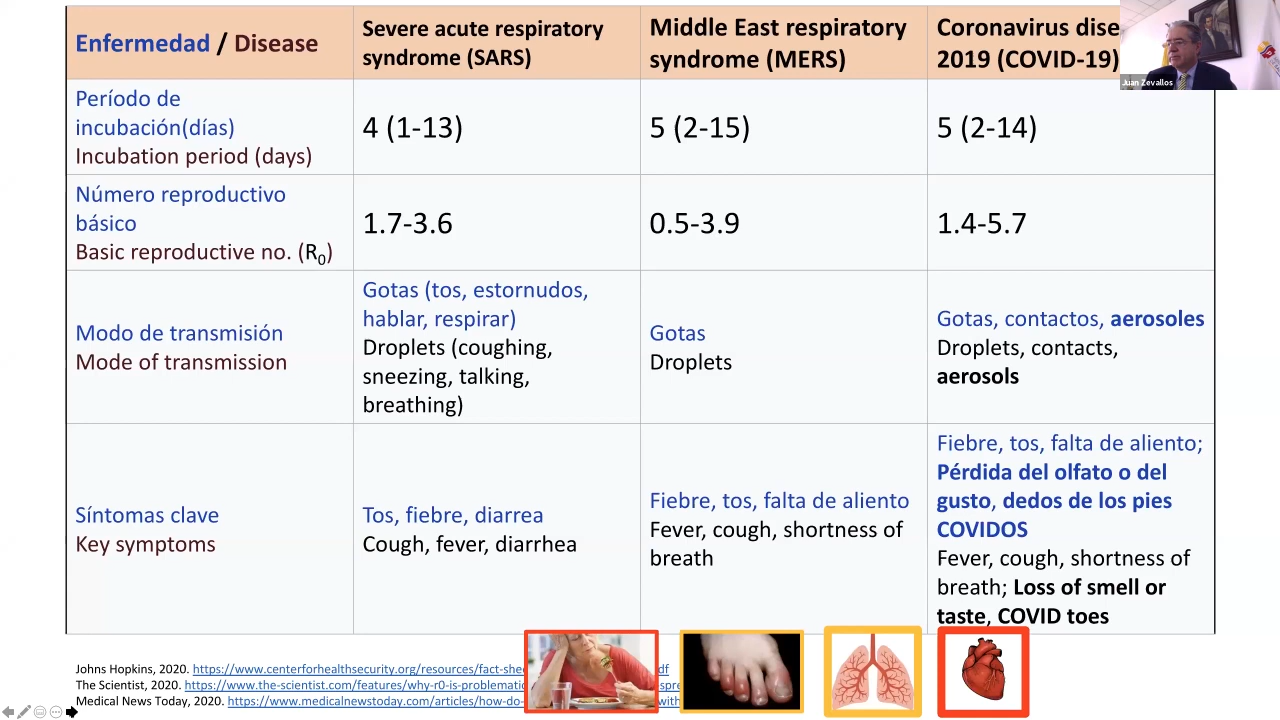 Enfermedad / Disease
Severe acute respiratory
syndrome (SARS)
Middle East respiratory
syndrome (MERS)
Coronavirus dise
2019 (COVID-19)
Juan Zevallos
Período de
incubación(días)
Incubation period (days)
4 (1-13)
5 (2-15)
5 (2-14)
Número reproductivo
básico
Basic reproductive no. (R0)
1.7-3.6
0.5-3.9
1.4-5.7
Modo de transmisión
Mode of transmission
Gotas (tos, estornudos,
hablar, respirar)
Droplets (coughing,
sneezing, talking,
breathing)
Gotas
Droplets
Gotas, contactos, aerosoles
Droplets, contacts,
aerosols
Síntomas clave
Key symptoms
Tos, fiebre, diarrea
Cough, fever, diarrhea
Fiebre, tos, falta de aliento
Fever, cough, shortness of
breath
Fiebre, tos, falta de aliento;
Pérdida del olfato o del
gusto, dedos de los pies
COVIDOS
Fever, cough, shortness of
breath; Loss of smell or
taste, COVID toes
Johns Hopkins, 2020. https://www.centerforhealthsecurity.org/resources/fact-she df
The Scientist, 2020. https://www.the-scientist.com/features/why-r0-is-problematic spre
Medical News Today, 2020. https://www.medicalnewstoday.com/articles/how-do- with